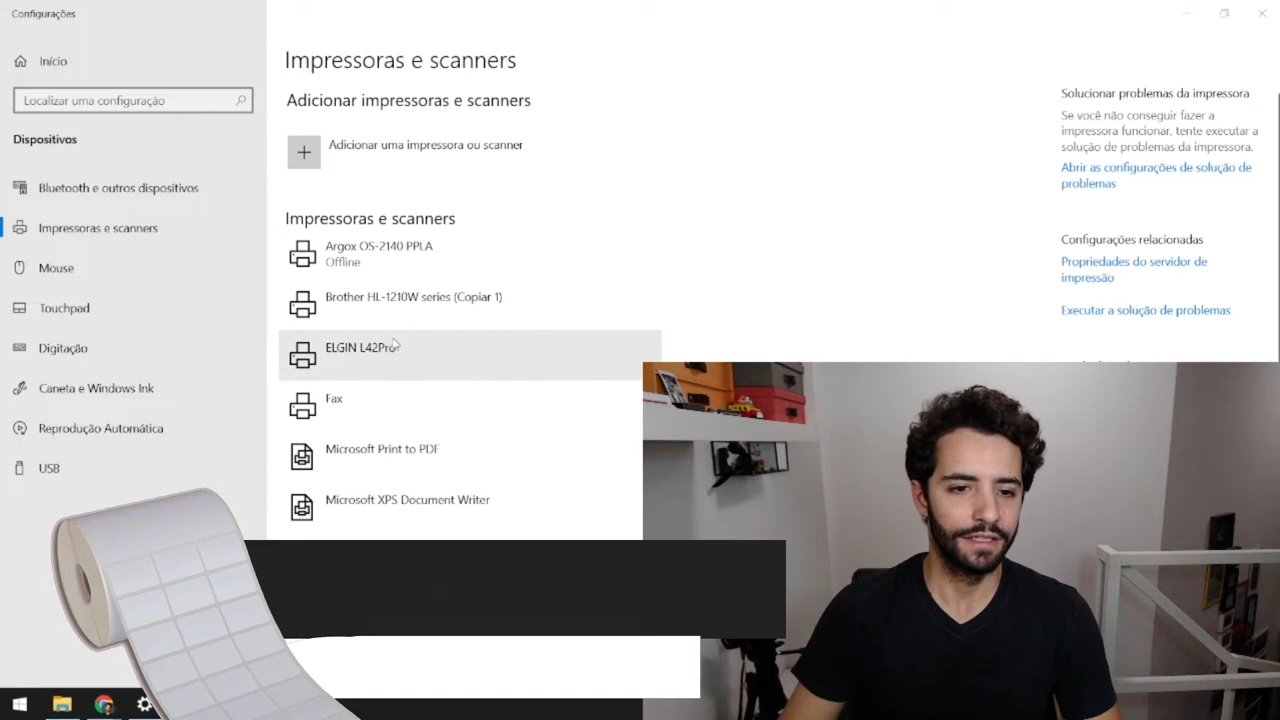 Configurações
Início
Localizar uma configuração
Dispositivos
Bluetooth e outros dispositivos
Impressoras e scanners
Mouse
Touchpad
Digitação
Caneta e Windows Ink
Reprodução Automática
USB
Impressoras e scanners
Adicionar impressoras e scanners
Adicionar uma impressora ou scanner
Impressoras e scanners
Argox OS-2140 PPLA
Offline
Brother HL-1210W series (Copiar 1)
ELGIN L42Pro
Fax
Microsoft Print to PDF
Microsoft XPS Document Writer
Solucionar problemas da impressora
Se você não conseguir fazer a
impressora funcionar, tente executar a
solução de problemas da impressora.
Abrir as configurações de solução de
problemas
Configurações relacionadas
Propriedades do servidor de
impressão
Executar a solução de problemas